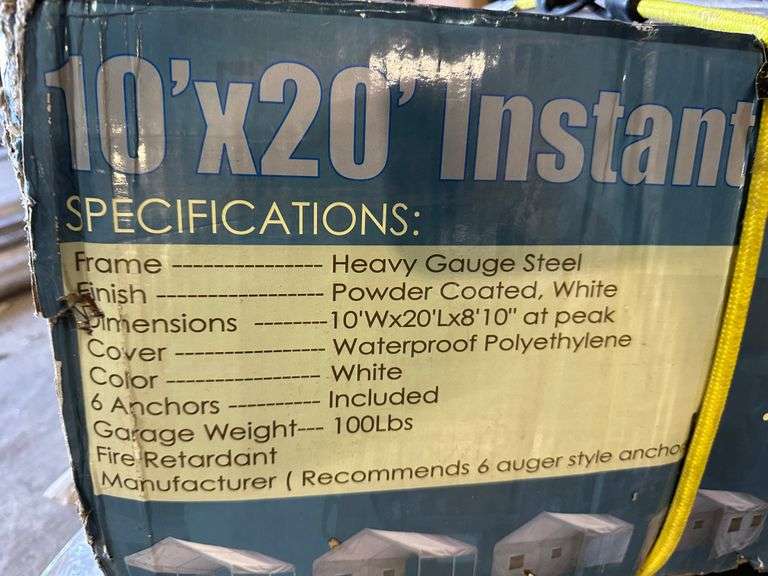 10'x20' Instant
SPECIFICATIONS:
Frame --------------- Heavy Gauge Steel
Finish ----------------- Powder Coated, White
Dimensions --------10'Wx20'Lx8'10" at peak
Cover --------------- Waterproof Polyethylene
Color --------------- White
6 Anchors ---------- Included
Garage Weight--- 100Lbs
Fire Retardant
Manufacturer ( Recommends 6 auger style